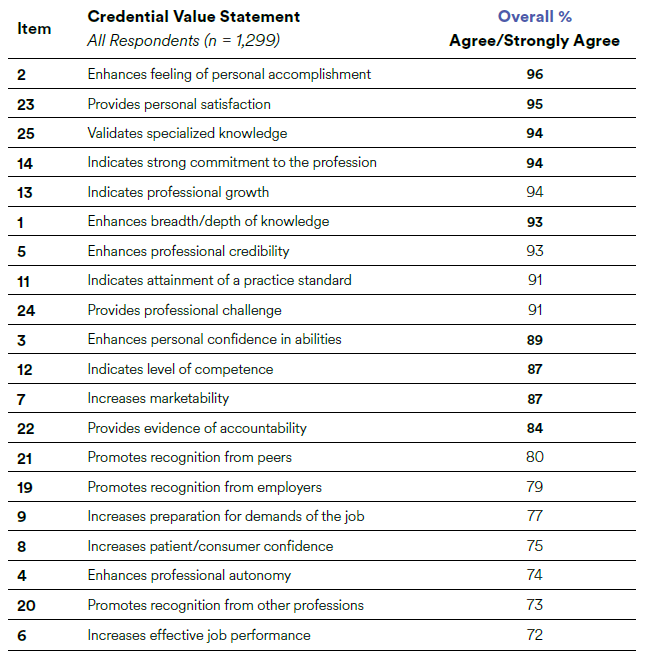 Item Credential Value Statement Overall %
All Respondents (n = 1,299) Agree/Strongly Agree
2 Enhances feeling of personal accomplishment 96
23 Provides personal satisfaction 95
25 Validates specialized knowledge 94
14 Indicates strong commitment to the profession 94
13 Indicates professional growth 94
1 Enhances breadth/depth of knowledge 93
5 Enhances professional credibility 93
11 Indicates attainment of a practice standard 91
24 Provides professional challenge 91
3 Enhances personal confidence in abilities 89
12 Indicates level of competence 87
7 Increases marketability 87
22 Provides evidence of accountability 84
21 Promotes recognition from peers 80
19 Promotes recognition from employers 79
9 Increases preparation for demands of the job 77
8 Increases patient/consumer confidence 75
4 Enhances professional autonomy 74
20 Promotes recognition from other professions 73
6 Increases effective job performance 72